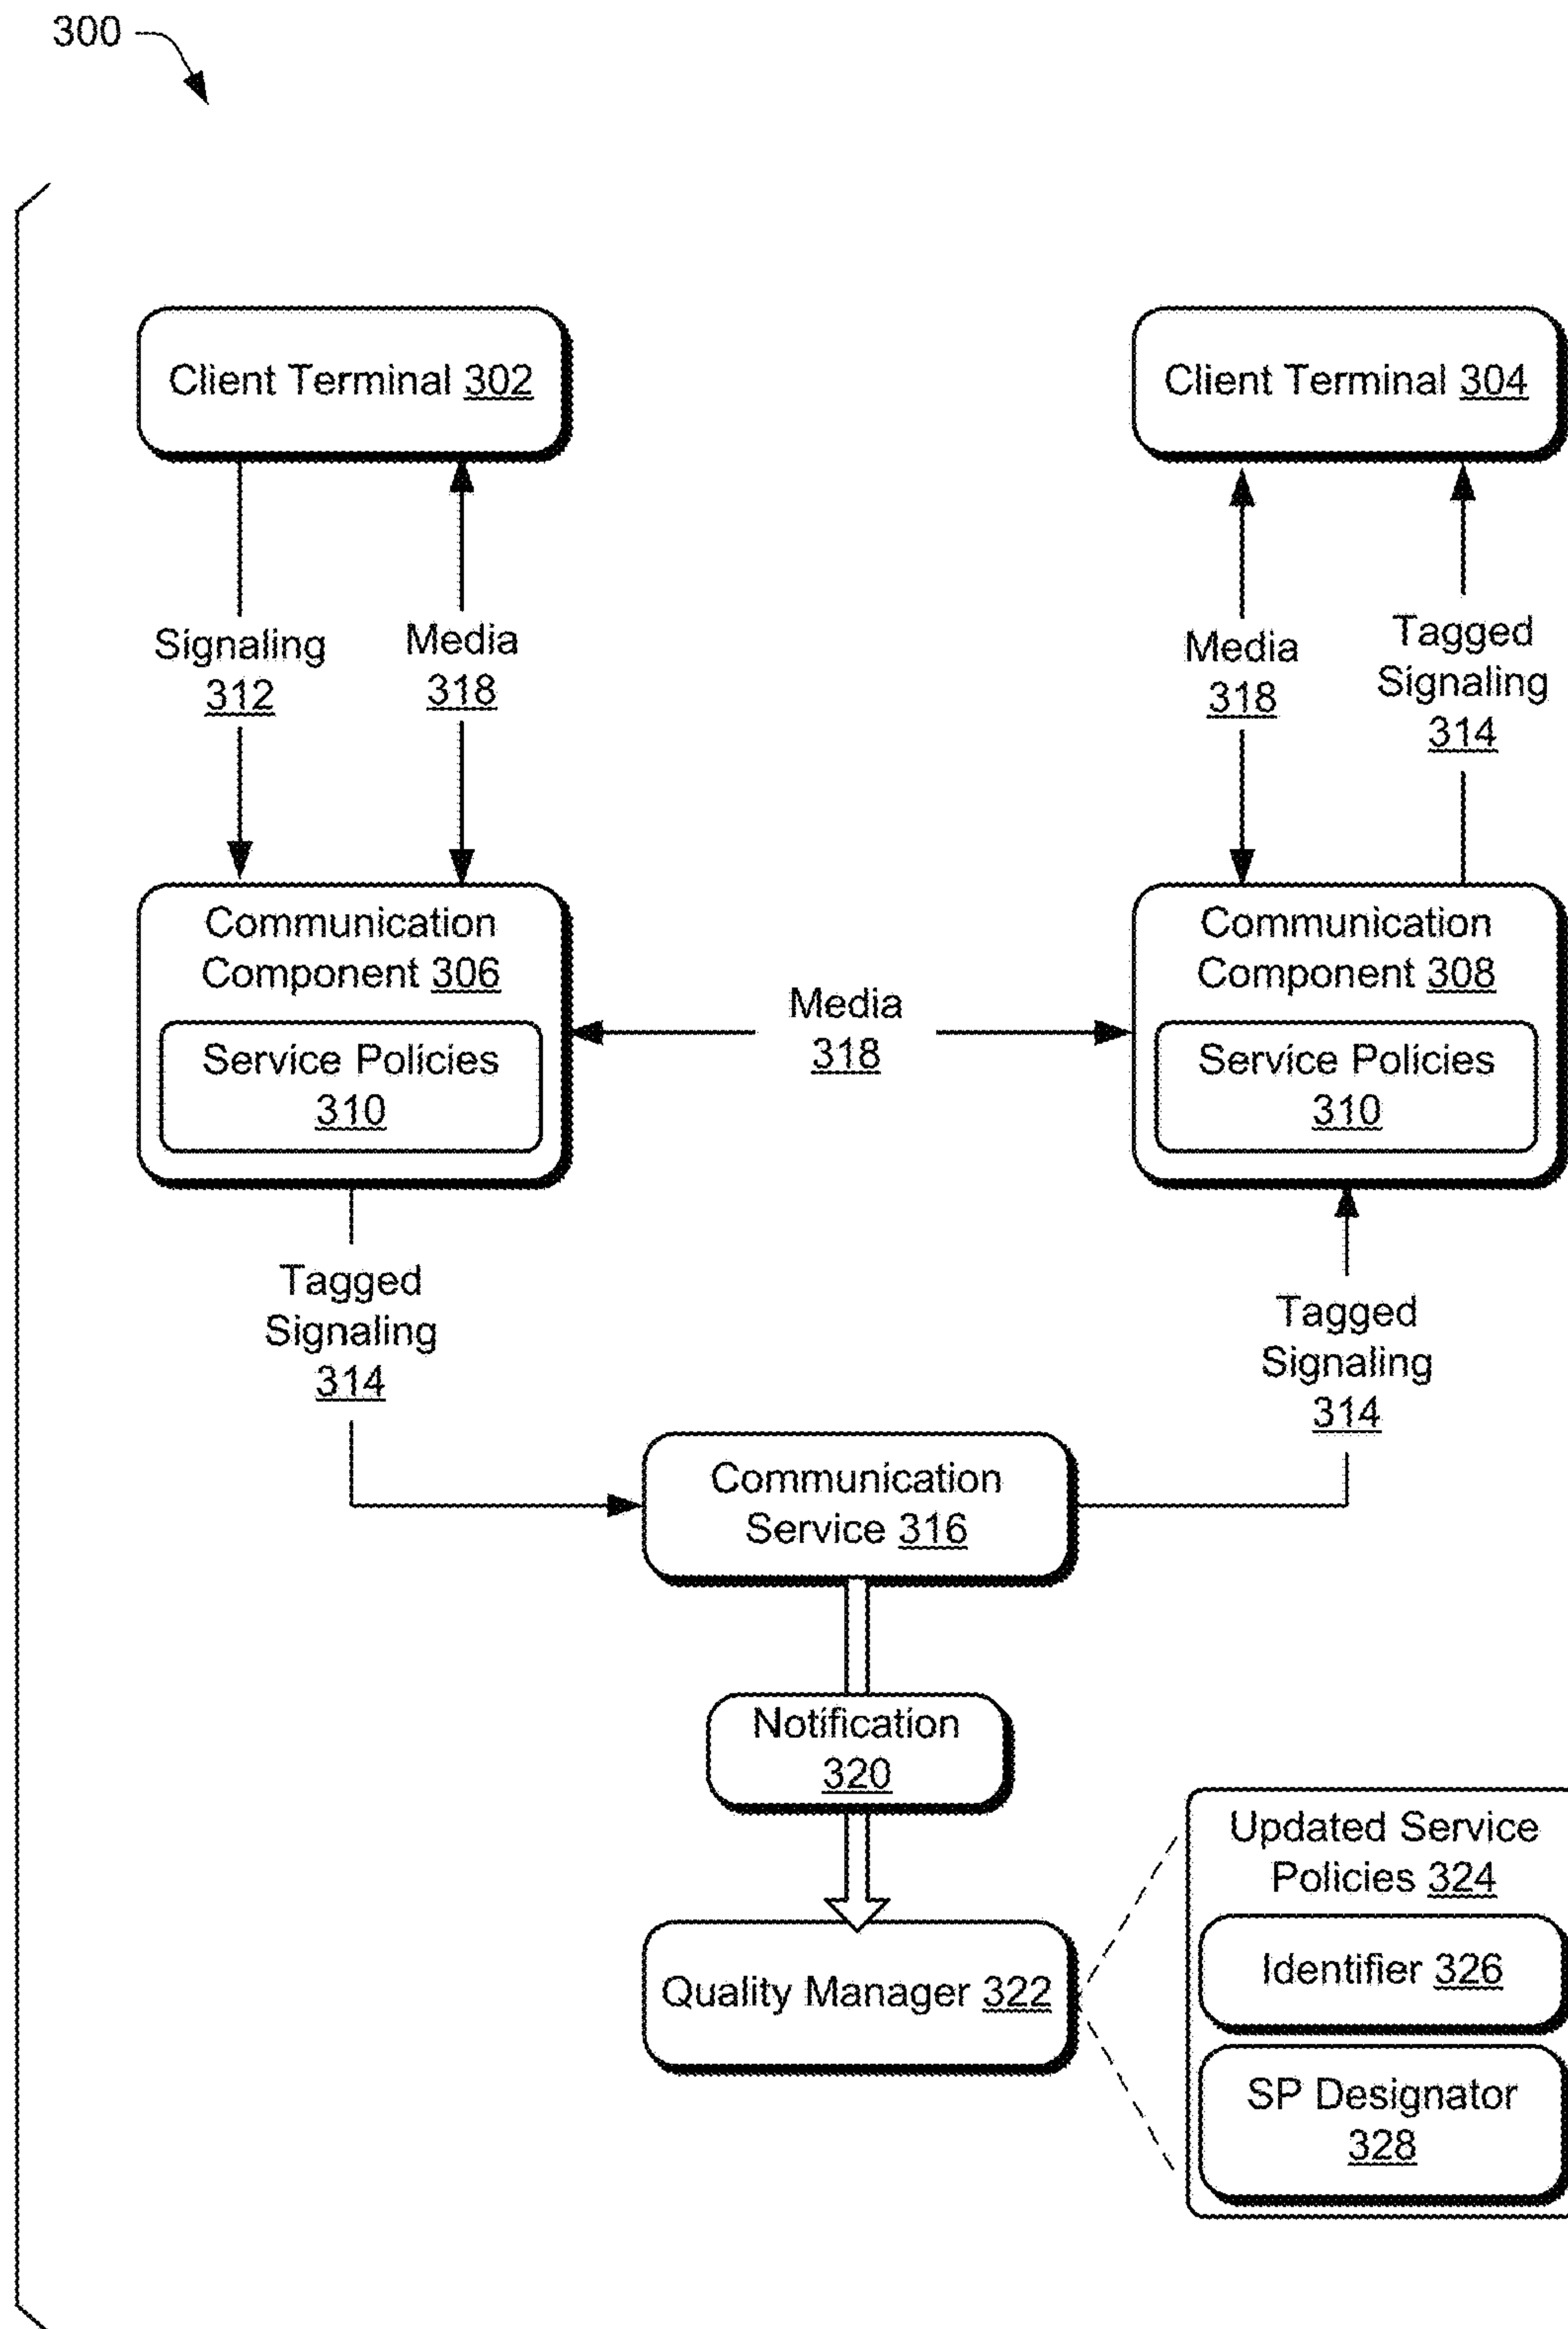 300
Client Terminal 302
Client Terminal 304
Signaling
312
Media
318
Media
318
Tagged
Signaling
314
Communication
Component 306
Service Policies
310
Media
318
Communication
Component 308
Service Policies
310
Tagged
Signaling
314
Tagged
Signaling
314
Communication
Service 316
Notification
320
Quality Manager 322
Updated Service
Policies 324
Identifier 326
SP Designator
328